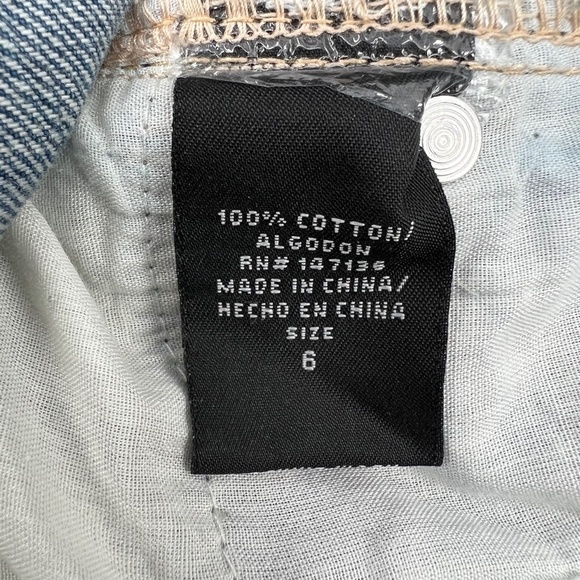 100% COTTON/
ALGODON
RN# 147136
MADE IN CHINA/
HECHO EN CHINA
SIZE
6